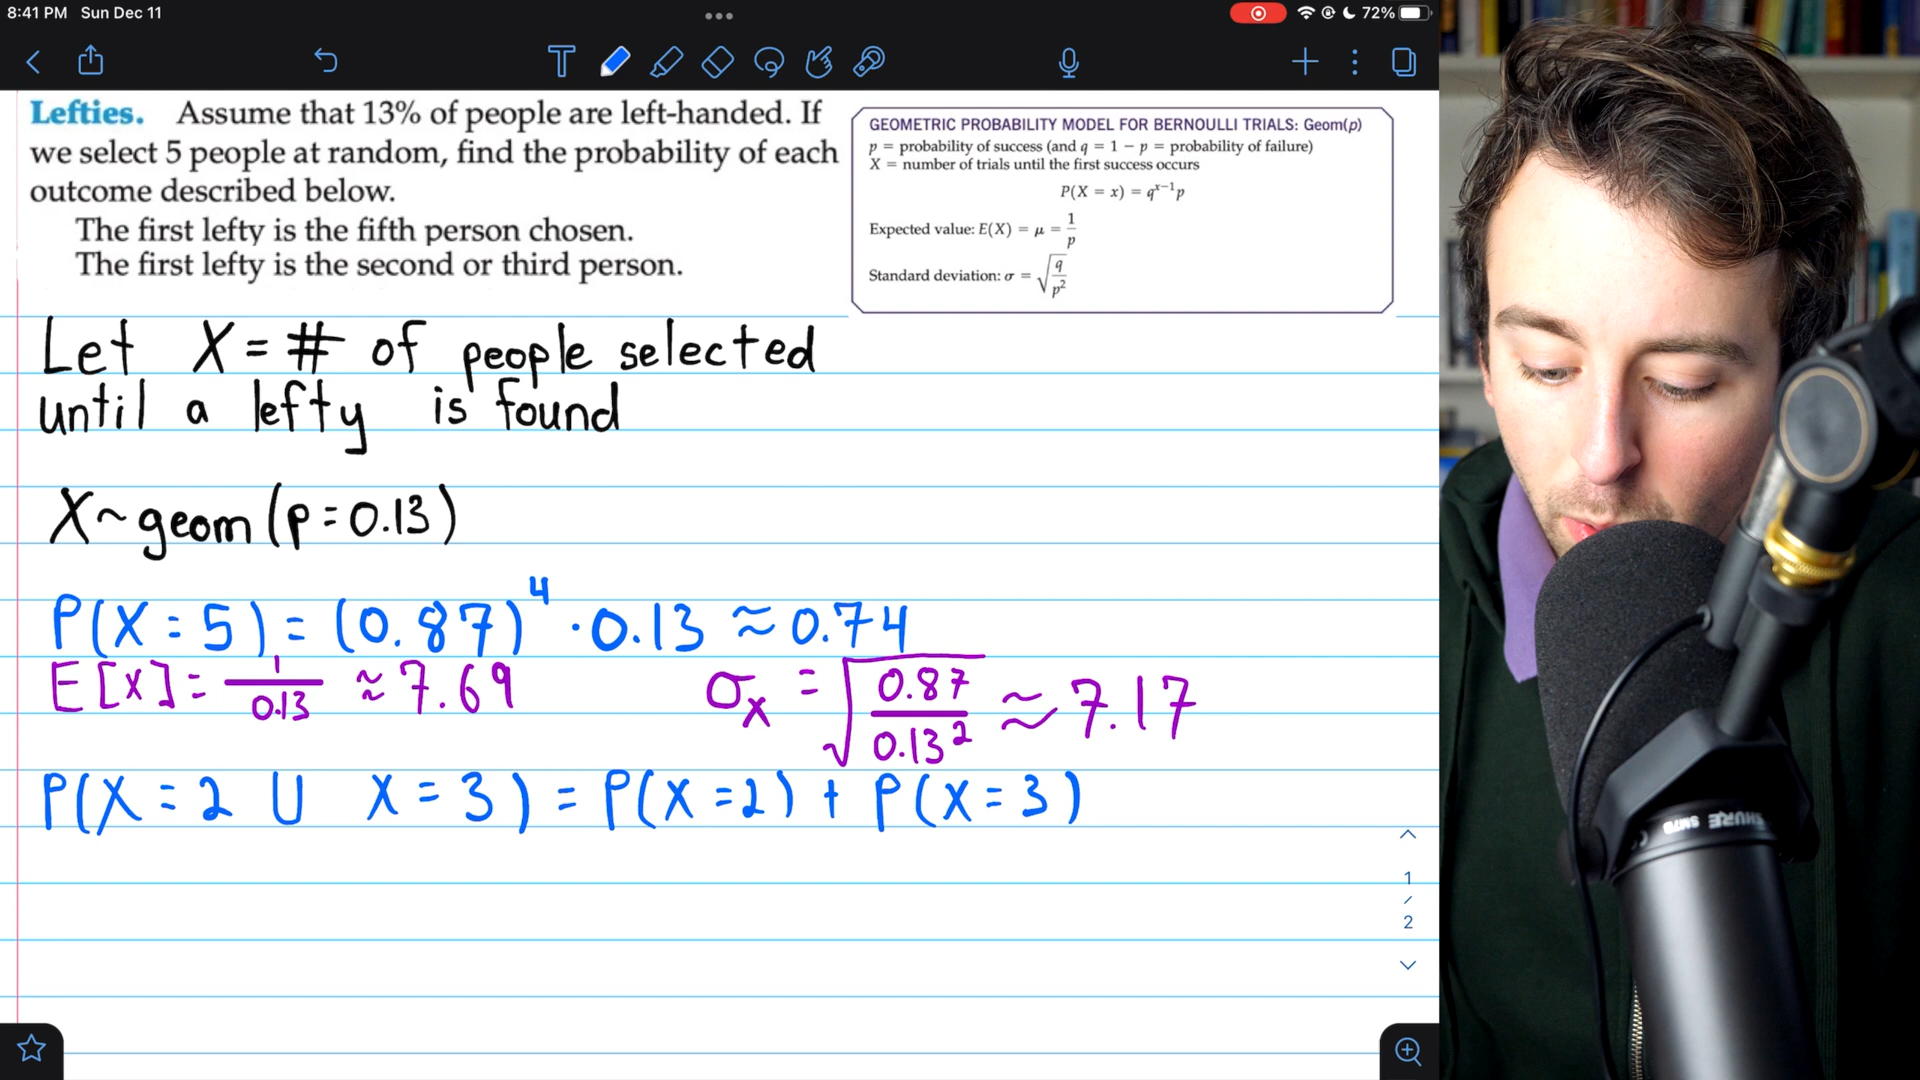 8:41 PM Sun Dec 11
72%
Lefties. Assume that 13% of people are left-handed. If
we select 5 people at random, find the probability of each
outcome described below.
The first lefty is the fifth person chosen.
The first lefty is the second or third person.
GEOMETRIC PROBABILITY MODEL FOR BERNOULLI TRIALS: Geom(p)
p = probability of success (and q = 1 − p = probability of failure)
X = number of trials until the first success occurs
P(X = x) = qˣ⁻¹p
Expected value: E(X) = μ = 1/p
Standard deviation: σ = √(q/p²)
Let X = # of people selected
until a lefty is found
X ~ geom(p = 0.13)
P(X = 5) = (0.87)⁴ · 0.13 ≈ 0.74
E[X] = 1/0.13 ≈ 7.69
σₓ = √(0.87/0.13²) ≈ 7.17
P(X = 2 ∪ X = 3) = P(X = 2) + P(X = 3)
1
/
2
SHURE SM7B